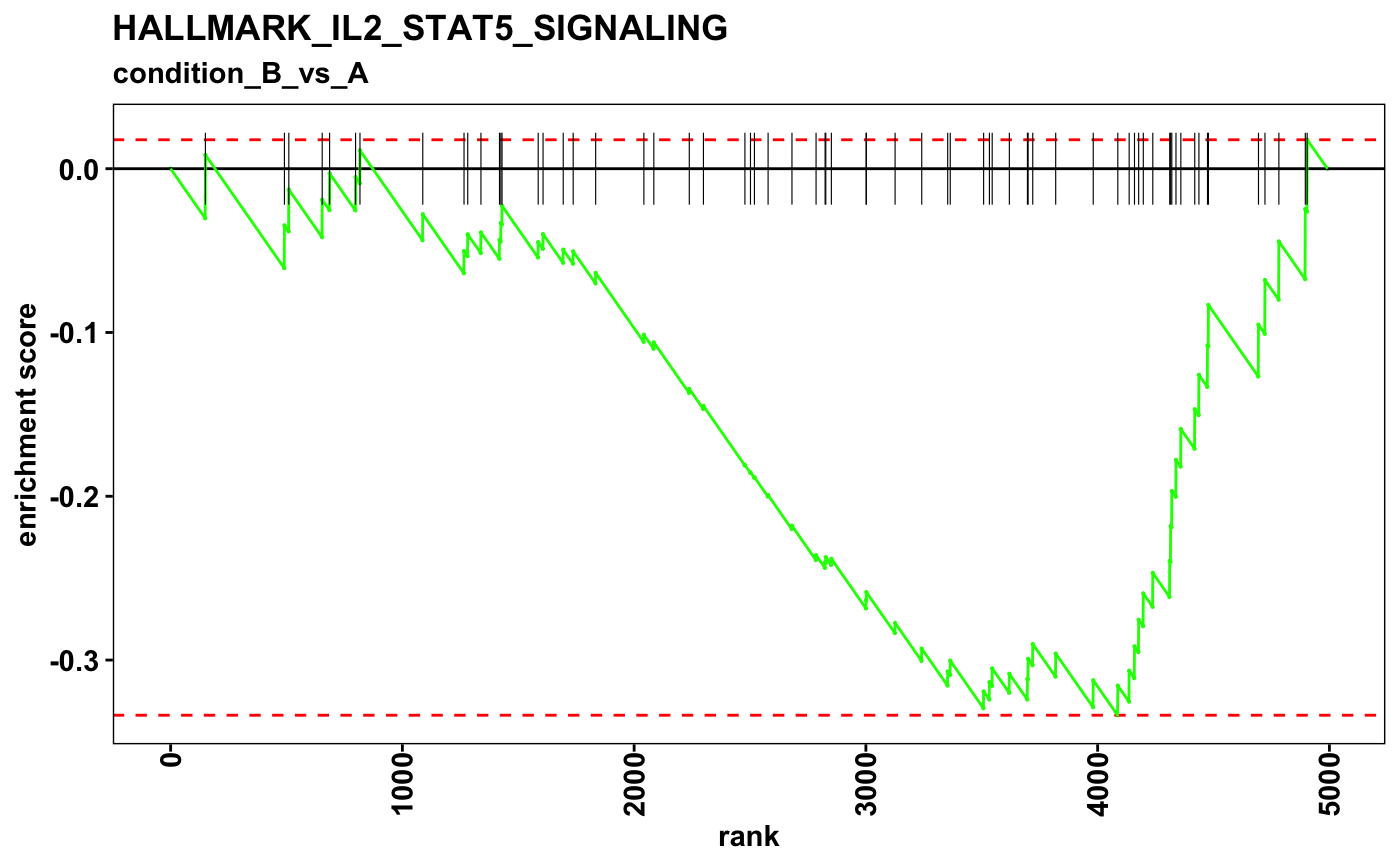 HALLMARK_IL2_STAT5_SIGNALING
condition_B_vs_A
enrichment score
0.0
-0.1
-0.2
-0.3
0
1000
2000
3000
4000
5000
rank